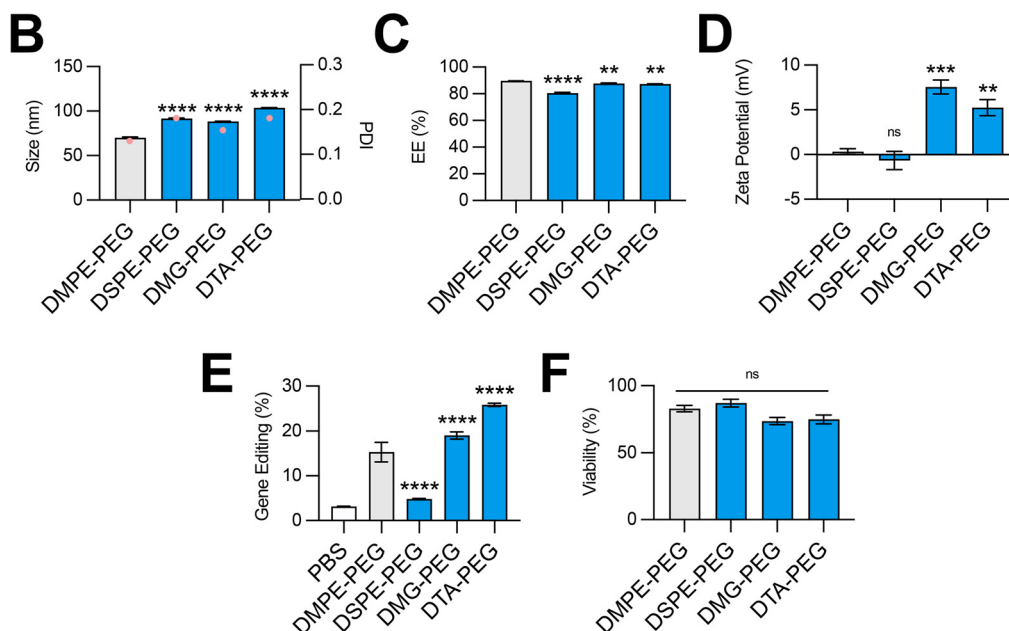 B
150
100
50
0
Size (nm)
0.3
0.2
0.1
0.0
PDI
****
****
****
DMPE-PEG
DSPE-PEG
DMG-PEG
DTA-PEG
C
100
80
60
40
20
0
EE (%)
****
**
**
DMPE-PEG
DSPE-PEG
DMG-PEG
DTA-PEG
D
10
5
0
-5
Zeta Potential (mV)
ns
***
**
DMPE-PEG
DSPE-PEG
DMG-PEG
DTA-PEG
E
30
20
10
0
Gene Editing (%)
****
****
****
PBS
DMPE-PEG
DSPE-PEG
DMG-PEG
DTA-PEG
F
100
50
0
Viability (%)
ns
DMPE-PEG
DSPE-PEG
DMG-PEG
DTA-PEG